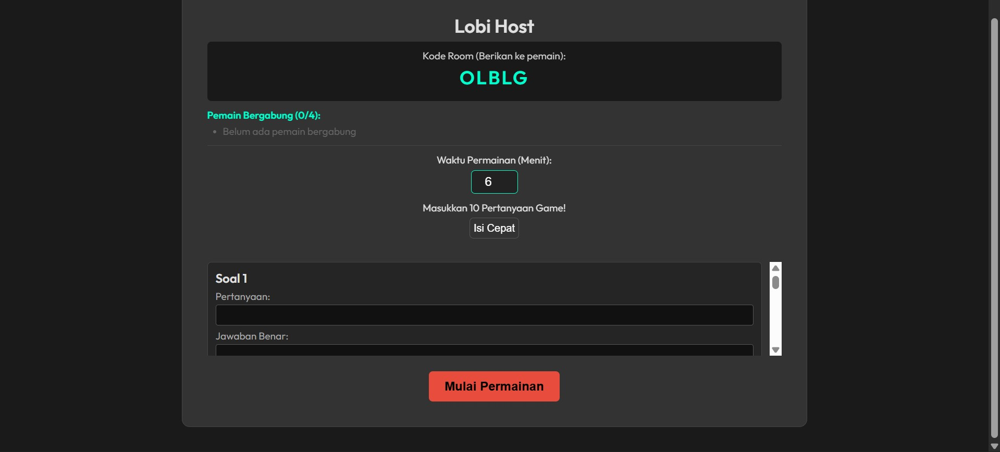 Lobi Host
Kode Room (Berikan ke pemain):
OLBLG
Pemain Bergabung (0/4):
• Belum ada pemain bergabung
Waktu Permainan (Menit):
6
Masukkan 10 Pertanyaan Game!
Isi Cepat
Soal 1
Pertanyaan:
Jawaban Benar:
Mulai Permainan